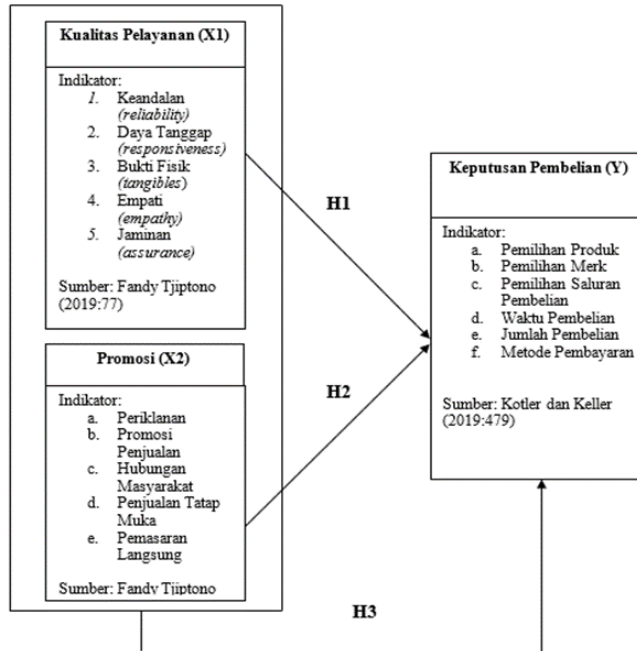 Kualitas Pelayanan (X1)
Indikator:
1. Keandalan
(reliability)
2. Daya Tanggap
(responsiveness)
3. Bukti Fisik
(tangibles)
4. Empati
(empathy)
5. Jaminan
(assurance)
Sumber: Fandy Tjiptono
(2019:77)
Promosi (X2)
Indikator:
a. Periklanan
b. Promosi
Penjualan
c. Hubungan
Masyarakat
d. Penjualan Tatap
Muka
e. Pemasaran
Langsung
Sumber: Fandy Tjiptono
H1
H2
H3
Keputusan Pembelian (Y)
Indikator:
a. Pemilihan Produk
b. Pemilihan Merk
c. Pemilihan Saluran
Pembelian
d. Waktu Pembelian
e. Jumlah Pembelian
f. Metode Pembayaran
Sumber: Kotler dan Keller
(2019:479)